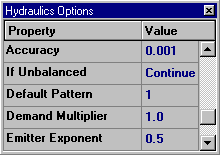 Hydraulics Options
Property Value
Accuracy 0.001
If Unbalanced Continue
Default Pattern 1
Demand Multiplier 1.0
Emitter Exponent 0.5